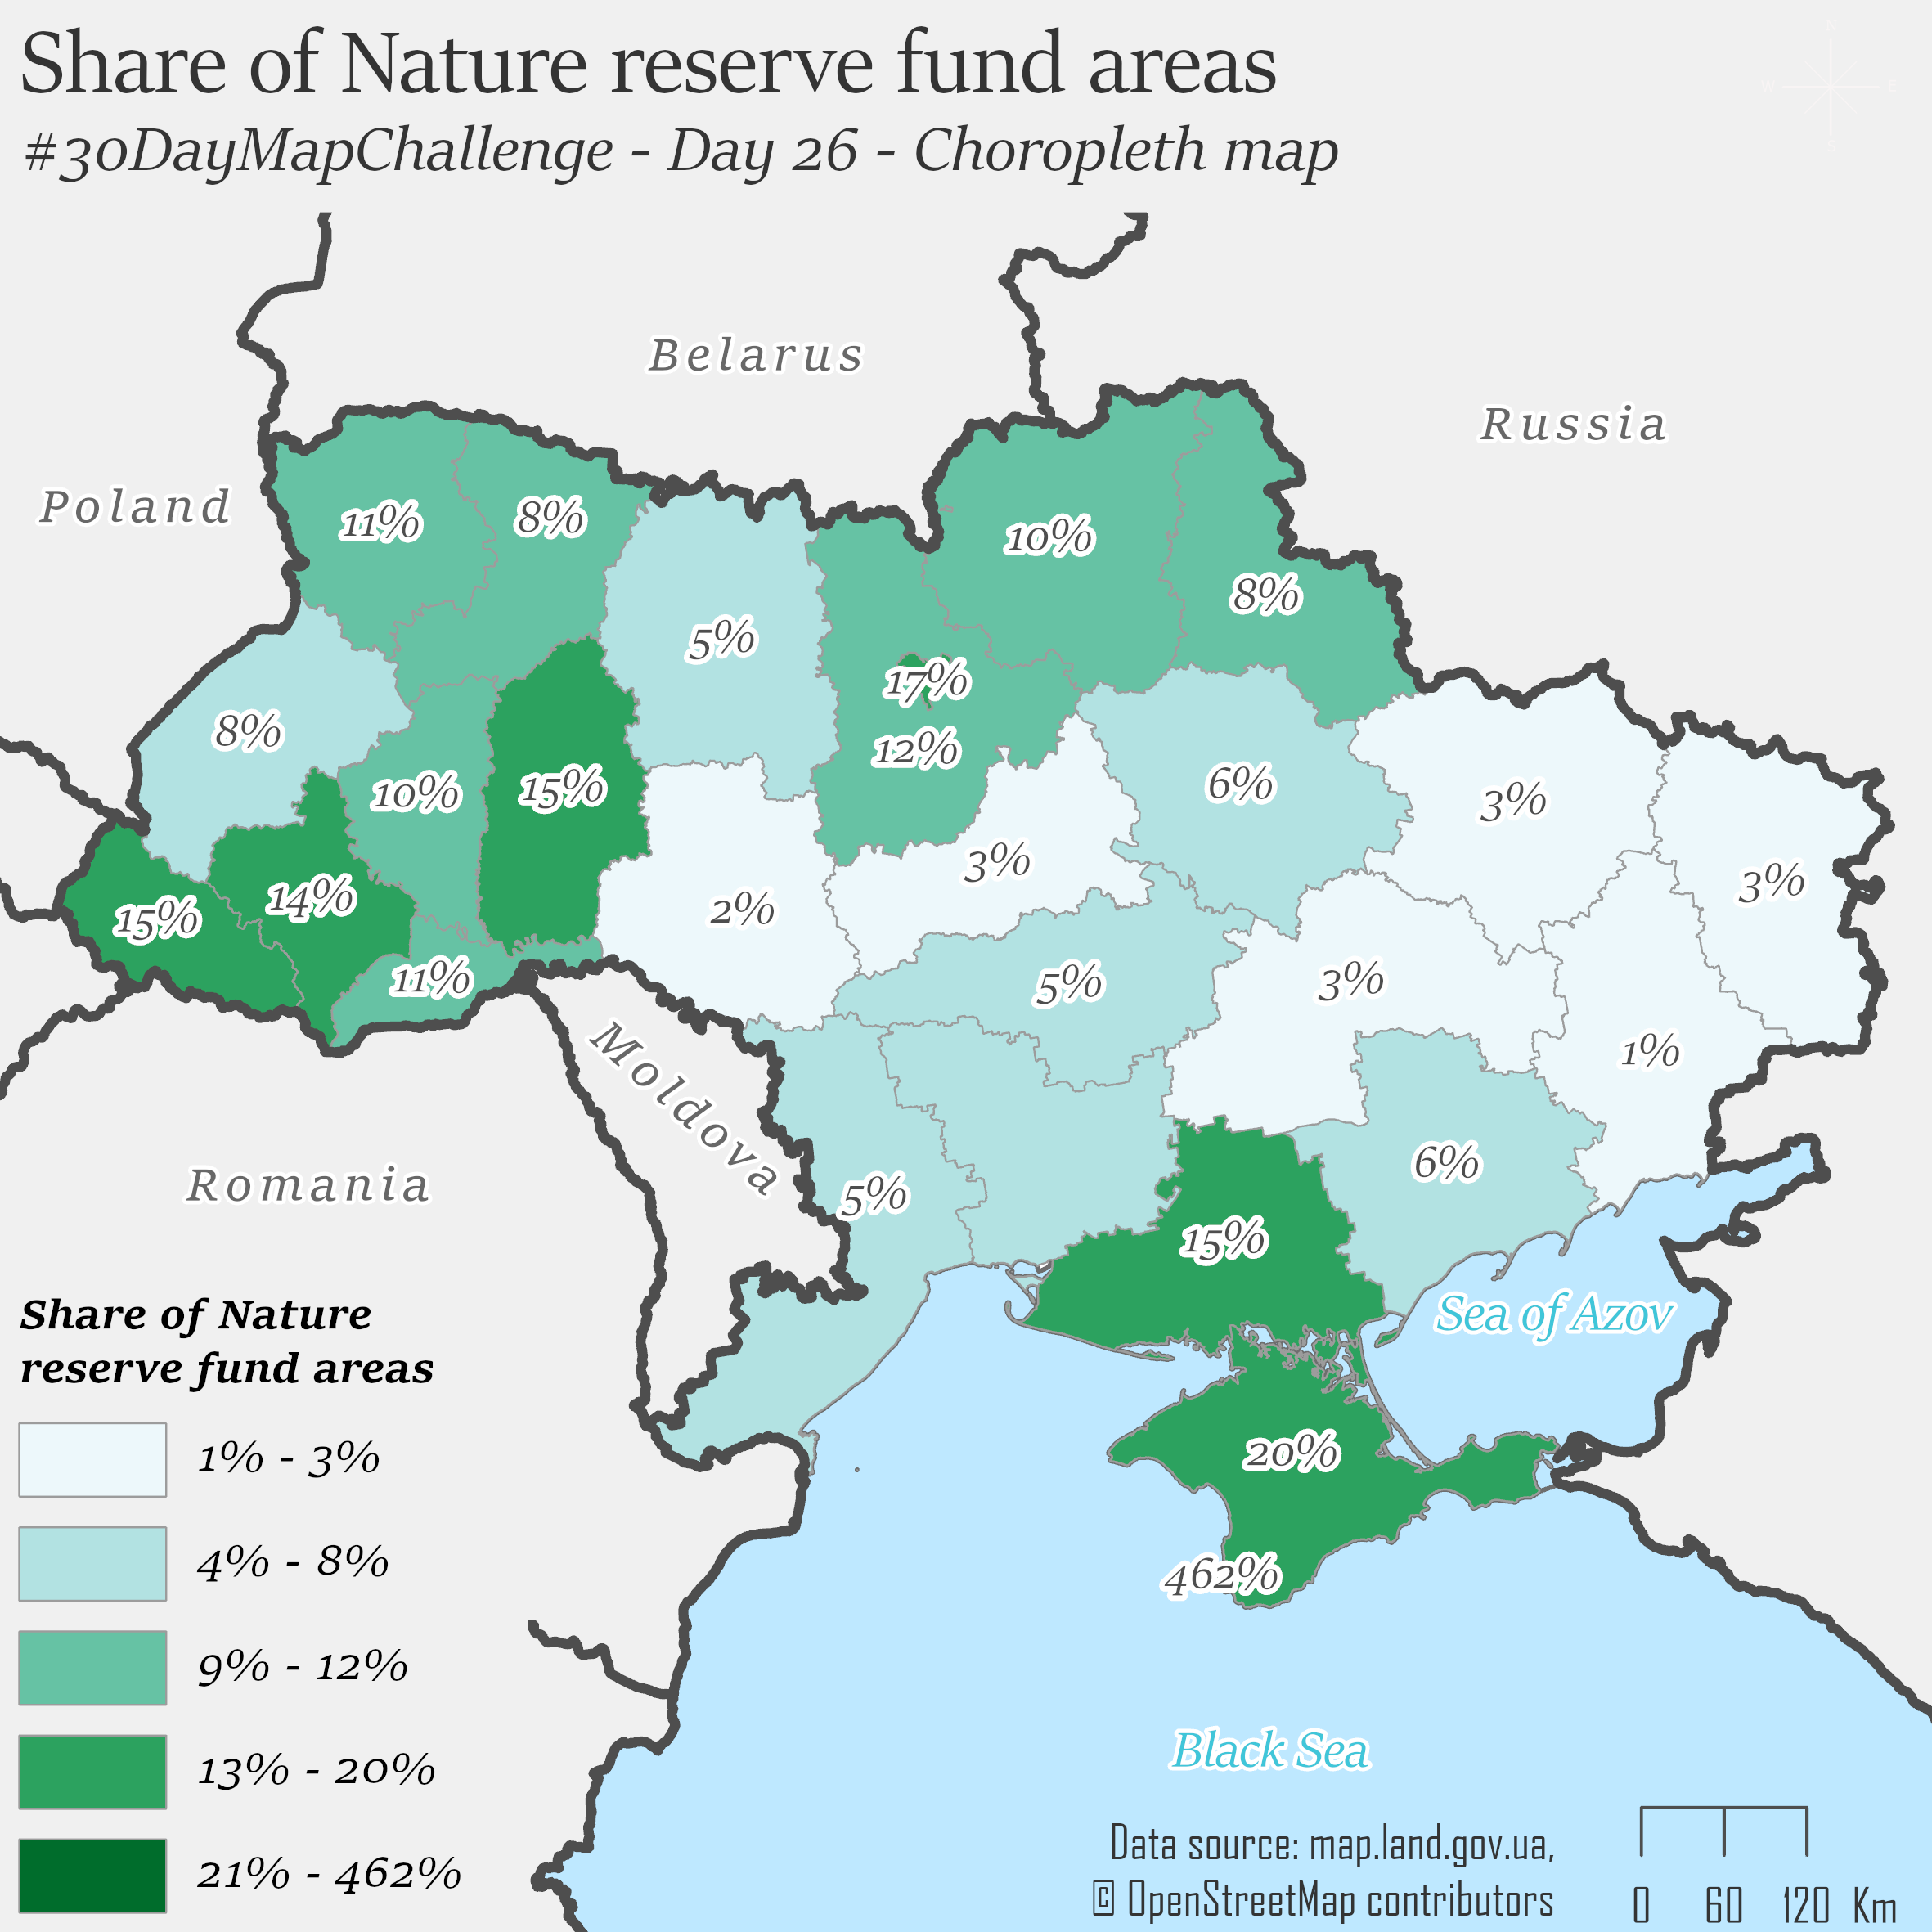 Share of Nature reserve fund areas
#30DayMapChallenge - Day 26 - Choropleth map
N
W E
Belarus
Russia
Poland
11%
8%
10%
8%
5%
17%
12%
8%
10%
15%
6%
3%
3%
3%
15%
14%
2%
11%
5%
3%
1%
Moldova
Romania
5%
6%
15%
Sea of Azov
20%
462%
Black Sea
Share of Nature
reserve fund areas
1% - 3%
4% - 8%
9% - 12%
13% - 20%
21% - 462%
Data source: map.land.gov.ua,
© OpenStreetMap contributors
0 60 120 Km